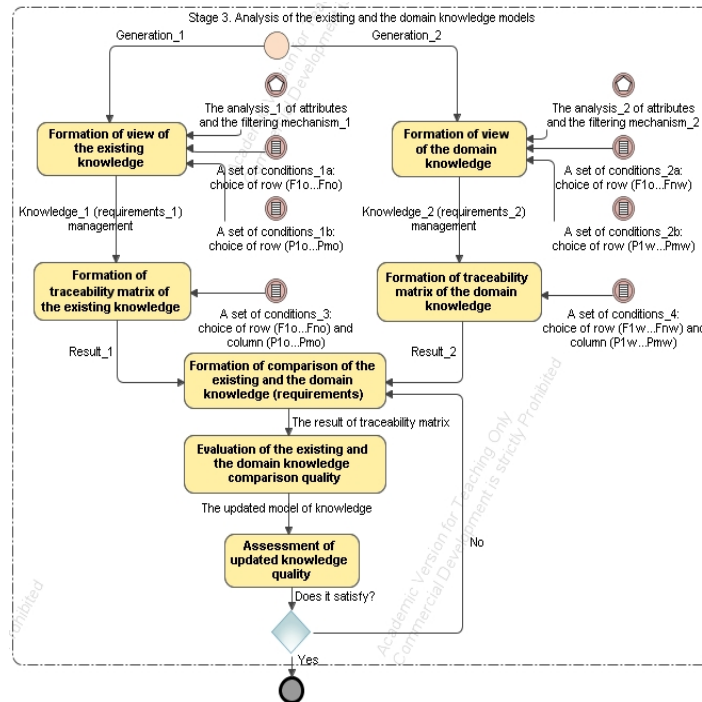 Stage 3. Analysis of the existing and the domain knowledge models
Generation_1
Generation_2
The analysis_1 of attributes
and the filtering mechanism_1
The analysis_2 of attributes
and the filtering mechanism_2
Formation of view of
the existing
knowledge
Formation of view
of the domain
knowledge
A set of conditions_1a:
choice of row (F1o...Fno)
A set of conditions_2a:
choice of row (F1o...Fnw)
Knowledge_1 (requirements_1)
management
Knowledge_2 (requirements_2)
management
A set of conditions_1b:
choice of row (P1o...Pmo)
A set of conditions_2b:
choice of row (P1w...Pmw)
Formation of
traceability matrix of
the existing knowledge
Formation of traceability
matrix of the domain
knowledge
A set of conditions_3:
choice of row (F1o...Fno) and
column (P1o...Pmo)
A set of conditions_4:
choice of row (F1w...Fnw) and
column (P1w...Pmw)
Result_1
Result_2
Formation of comparison of the
existing and the domain
knowledge (requirements)
The result of traceability matrix
Evaluation of the existing and
the domain knowledge
comparison quality
The updated model of knowledge
Assessment of
updated knowledge
quality
No
Does it satisfy?
Yes
Academic Version for Teaching Only
Commercial Development is strictly Prohibited